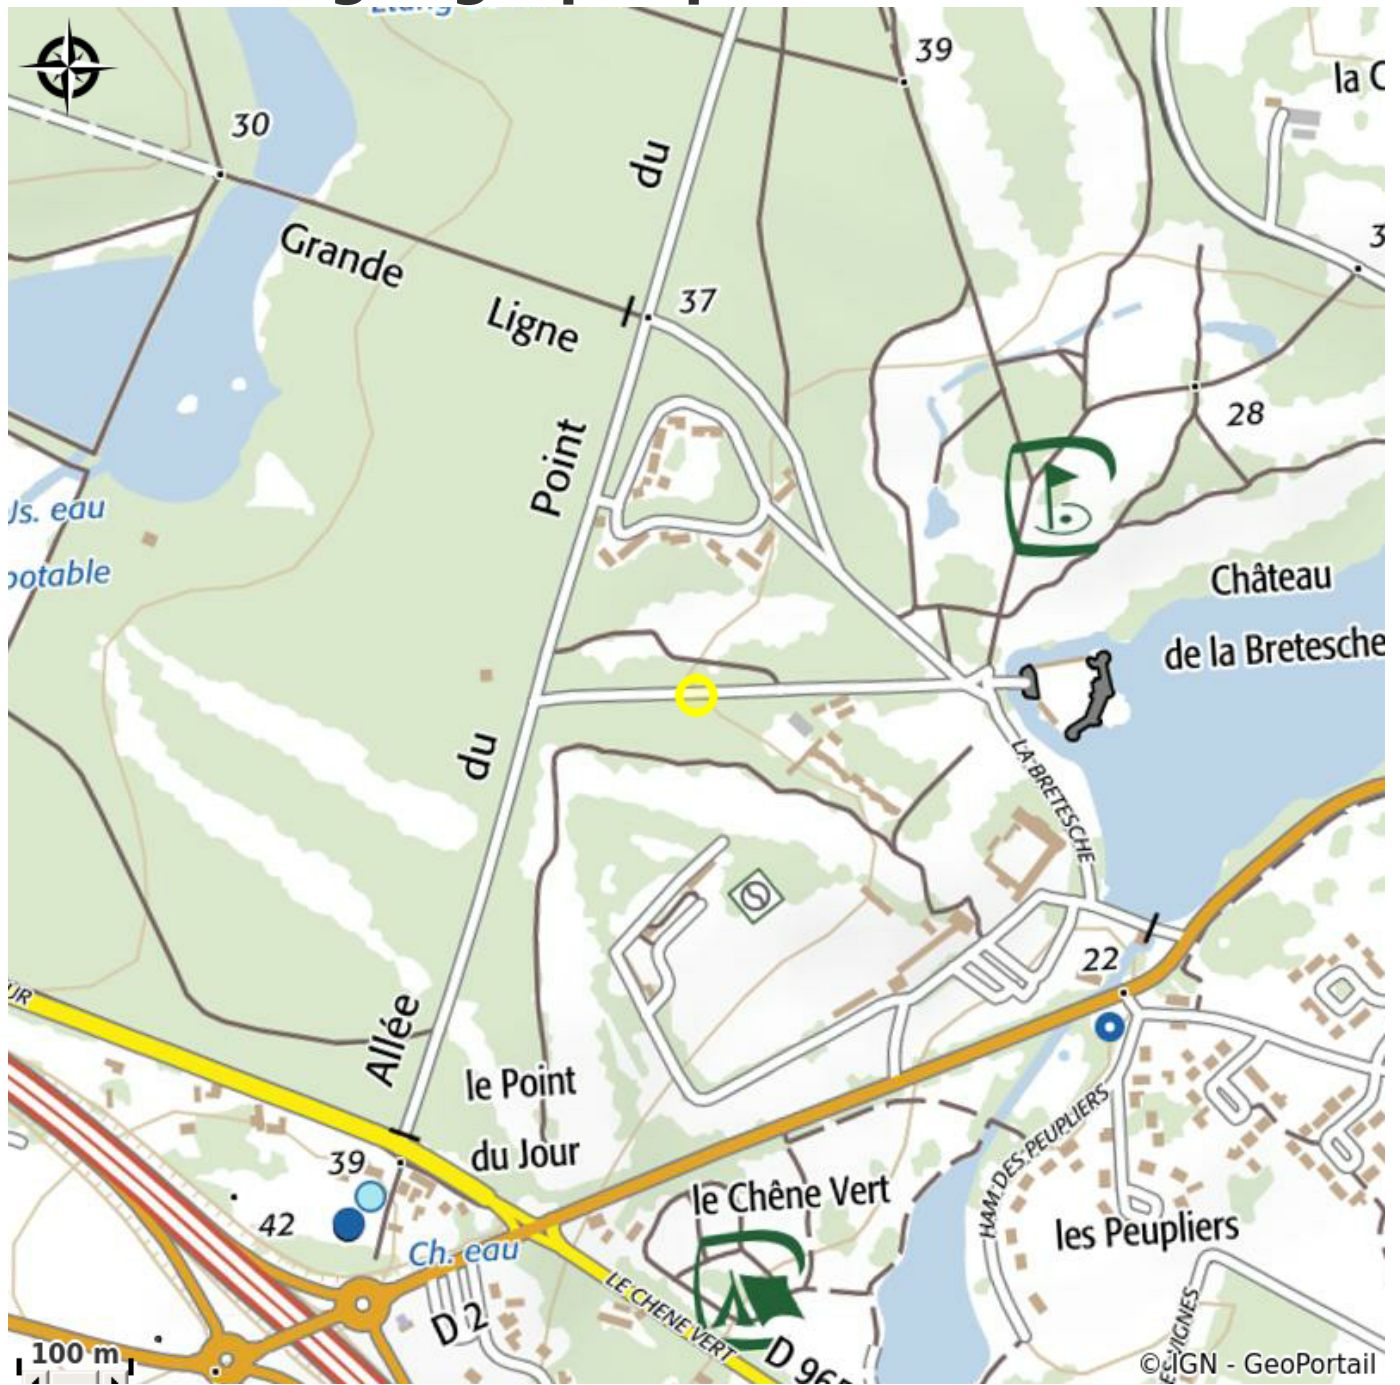 39
30
du
Grande
37
Ligne
28
Point
eau
potable
Château
de la Bretesche
du
LA BRETESCHE
22
Allée
le Point
du Jour
39
42
HAM. DES PEUPLIERS
le Chêne Vert
les Peupliers
Ch. eau
LE CHENE VERT
D 2
100 m
© IGN - GeoPortail